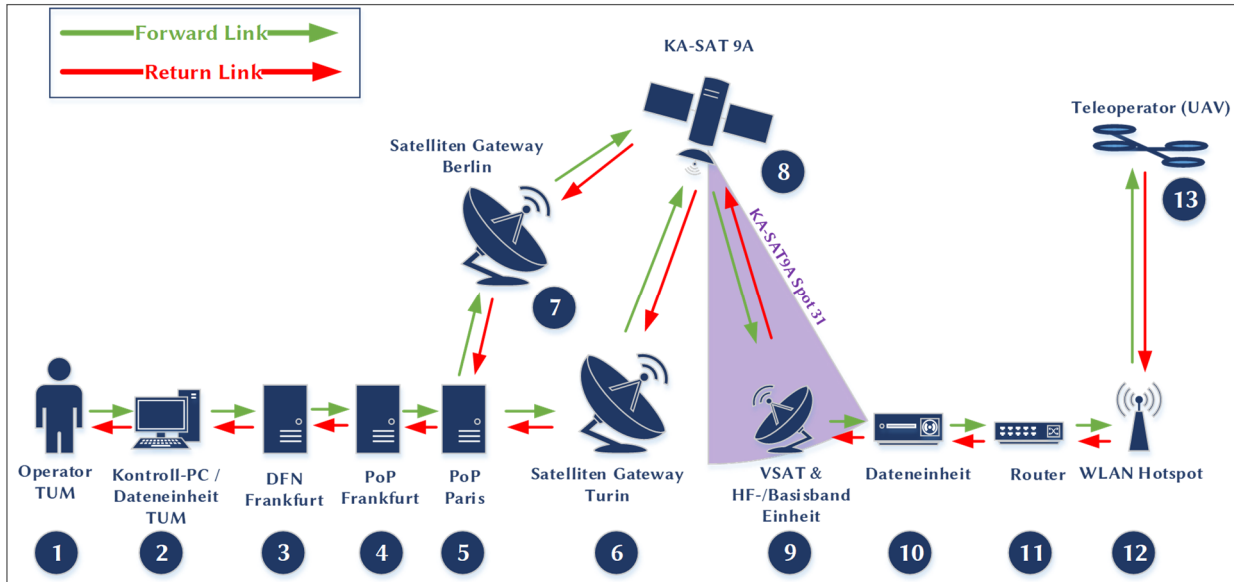 Forward Link
Return Link
KA-SAT 9A
Teleoperator (UAV)
Satelliten Gateway
Berlin
8
13
KA-SAT9A Spot 31
7
Operator
TUM
Kontroll-PC /
Dateneinheit
TUM
DFN
Frankfurt
PoP
Frankfurt
PoP
Paris
Satelliten Gateway
Turin
VSAT &
HF-/Basisband
Einheit
Dateneinheit
Router
WLAN Hotspot
1
2
3
4
5
6
9
10
11
12